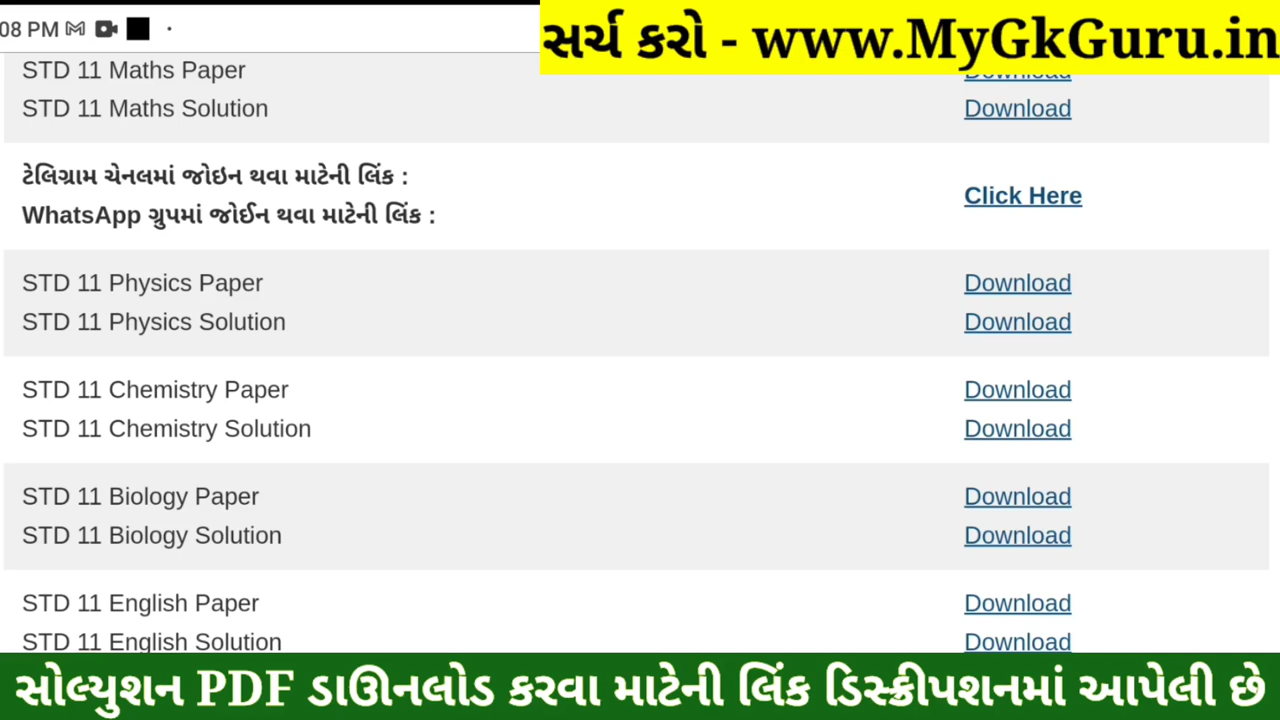 08 PM
સર્ચ કરો - www.MyGkGuru.in
STD 11 Maths Paper Download
STD 11 Maths Solution Download
ટેલિગ્રામ ચેનલમાં જોઇન થવા માટેની લિંક :
WhatsApp ગ્રુપમાં જોઈન થવા માટેની લિંક :
Click Here
STD 11 Physics Paper Download
STD 11 Physics Solution Download
STD 11 Chemistry Paper Download
STD 11 Chemistry Solution Download
STD 11 Biology Paper Download
STD 11 Biology Solution Download
STD 11 English Paper Download
STD 11 English Solution Download
સોલ્યુશન PDF ડાઊનલોડ કરવા માટેની લિંક ડિસ્ક્રીપશનમાં આપેલી છે